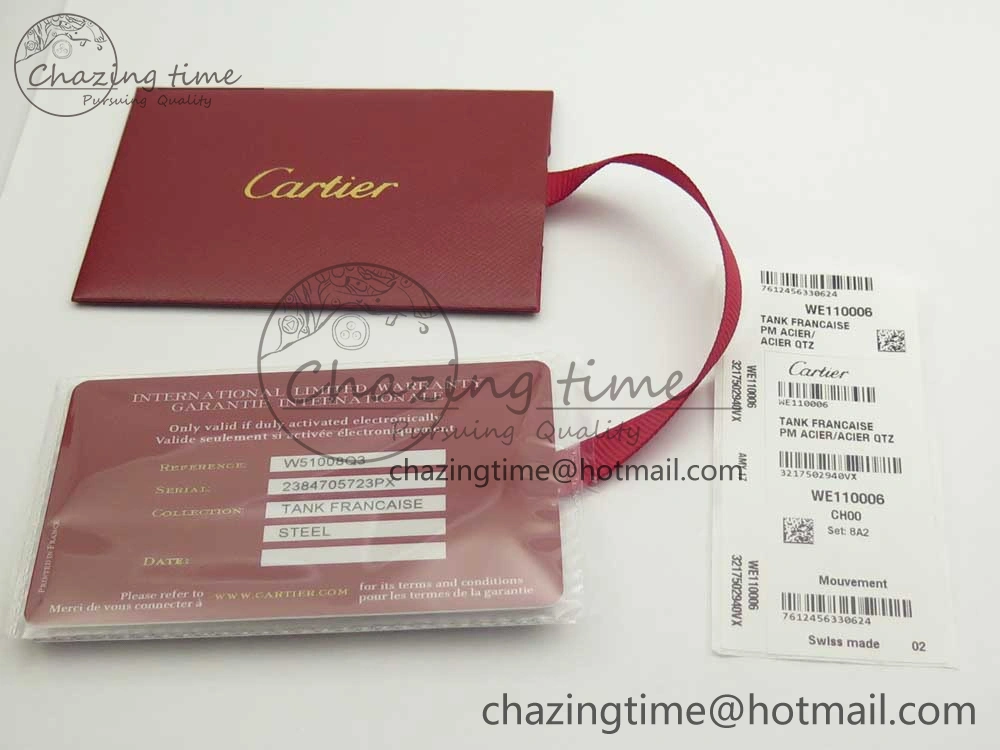 Chazing time
Pursuing Quality
Cartier
INTERNATIONAL LIMITED WARRANTY
GARANTIE INTERNATIONALE
Only valid if duly activated electronically
Valide seulement si activée électroniquement
REFERENCE: W51008Q3
SERIAL: 2384705723PX
COLLECTION: TANK FRANCAISE
STEEL
DATE:
Please refer to WWW.CARTIER.COM for its terms and conditions
Merci de vous connecter à pour les termes de la garantie
PRINTED IN FRANCE
Chazing time
Pursuing Quality
chazingtime@hotmail.com
7612456330624
WE110006
TANK FRANCAISE
PM ACIER/
ACIER QTZ
Cartier
WE110006
TANK FRANCAISE
PM ACIER/ACIER QTZ
3217502940VX
WE110006
CH00
Set: 8A2
Mouvement
7612456330624
Swiss made 02
WE110006
3217502940VX
WE110006
3217502940VX
chazingtime@hotmail.com